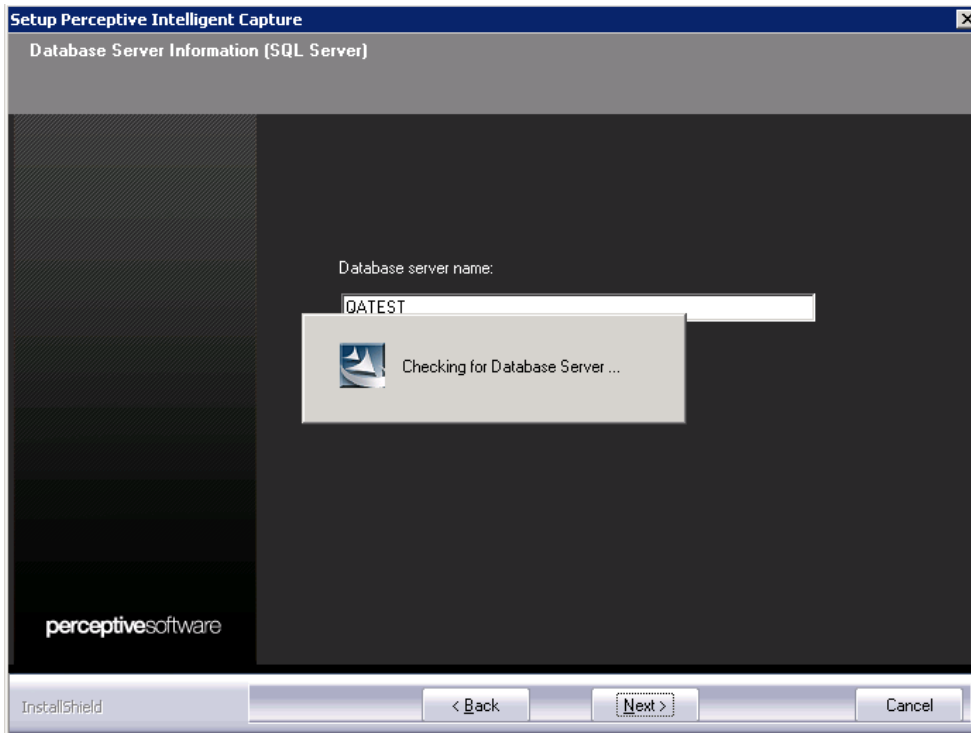 Setup Perceptive Intelligent Capture
Database Server Information (SQL Server)
Database server name:
QATEST
Checking for Database Server ...
perceptivesoftware
InstallShield
< Back
Next >
Cancel